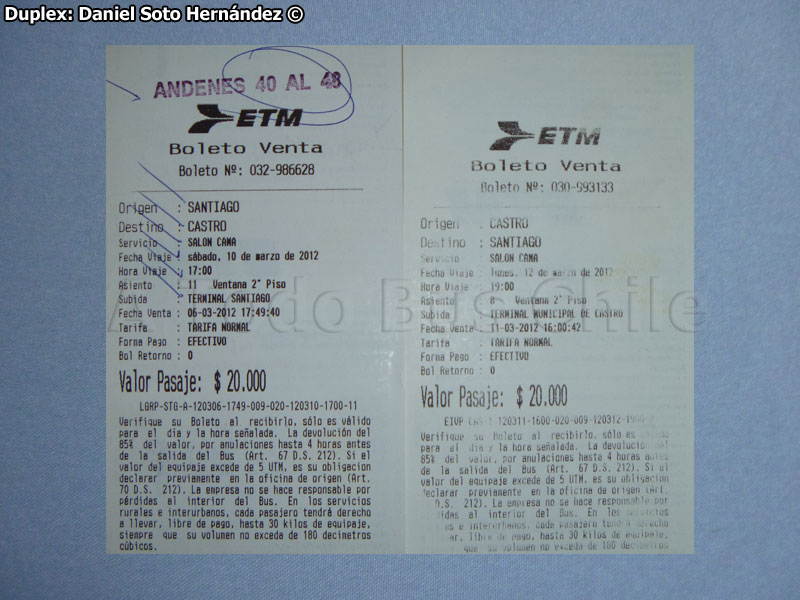 Duplex: Daniel Soto Hernández ©
ANDENES 40 AL 48
ETM
Boleto Venta
Boleto Nº: 032-986628
Origen : SANTIAGO
Destino : CASTRO
Servicio : SALON CAMA
Fecha Viaje : sábado, 10 de marzo de 2012
Hora Viaje : 17:00
Asiento : 11 Ventana 2° Piso
Subida : TERMINAL SANTIAGO
Fecha Venta : 06-03-2012 17:49:40
Tarifa : TARIFA NORMAL
Forma Pago : EFECTIVO
Bol Retorno : 0
Valor Pasaje: $ 20.000
LGRP-STG-A-120306-1749-009-020-120310-1700-11
Verifique su Boleto al recibirlo, sólo es válido
para el día y la hora señalada. La devolución del
85% del valor, por anulaciones hasta 4 horas antes
de la salida del Bus (Art. 67 D.S. 212). Si el
valor del equipaje excede de 5 UTM, es su obligacion
declarar previamente en la oficina de origen (Art.
70 D.S. 212). La empresa no se hace responsible por
pérdidas al interior del Bus. En los servicios
rurales e interurbanos, cada pasajero tendrá derecho
a llevar, libre de pago, hasta 30 kilos de equipaje,
siempre que su volumen no exceda de 180 decimetros
cúbicos.
ETM
Boleto Venta
Boleto Nº: 030-593133
Origen : CASTRO
Destino : SANTIAGO
Servicio : SALON CAMA
Fecha Viaje : lunes, 12 de marzo de 2012
Hora Viaje : 19:00
Asiento : 8 Ventana 2° Piso
Subida : TERMINAL MUNICIPAL DE CASTRO
Fecha Venta : 11-03-2012 16:00:42
Tarifa : TARIFA NORMAL
Forma Pago : EFECTIVO
Bol Retorno : 0
Valor Pasaje: $ 20.000
EIVP 120311-1600-020-009-120312
Verifique su Boleto al recibirlo, sólo es válido
para el día y la hora señalada. La devolución del
85% del valor, por anulaciones hasta 4 horas antes
de la salida del Bus (Art. 67 D.S. 212). Si el
valor del equipaje excede de 5 UTM, es su obligacion
declarar previamente en la oficina de origen (Art.
D.S. 212). La empresa no se hace responsible por
al interior del Bus. En los servicios
e interurbanos, cada pasajero tendrá derecho
libre de pago, hasta 30 kilos de equipaje,
que su volumen no exceda de 180 decimetros
Bus Chile